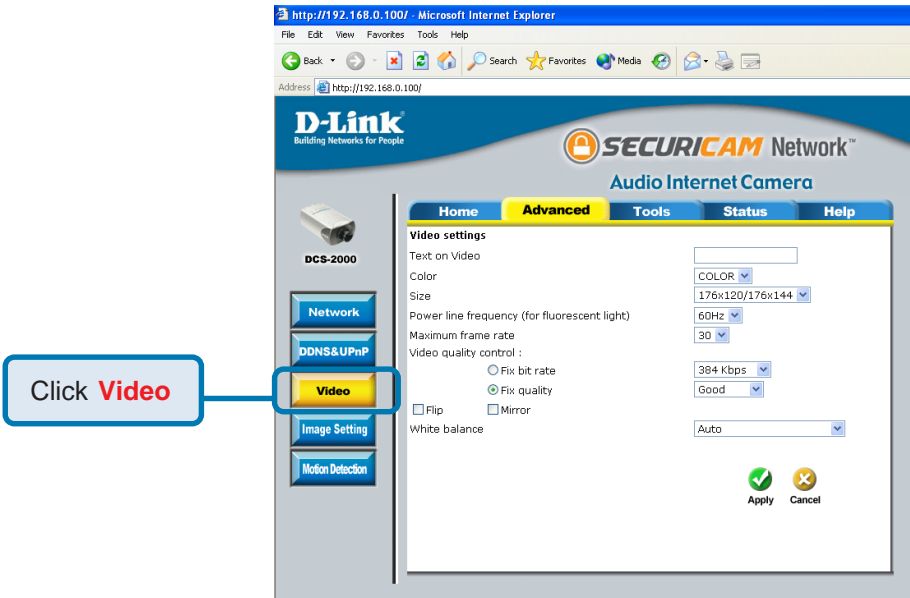 http://192.168.0.100/ - Microsoft Internet Explorer
File Edit View Favorites Tools Help
Back Search Favorites Media
Address http://192.168.0.100/
D-Link®
Building Networks for People
SECURICAM Network™
Audio Internet Camera
Home Advanced Tools Status Help
DCS-2000
Network
DDNS&UPnP
Video
Image Setting
Motion Detection
Click Video
Video settings
Text on Video
Color COLOR
Size 176x120/176x144
Power line frequency (for fluorescent light) 60Hz
Maximum frame rate 30
Video quality control :
Fix bit rate 384 Kbps
Fix quality Good
Flip Mirror
White balance Auto
Apply Cancel